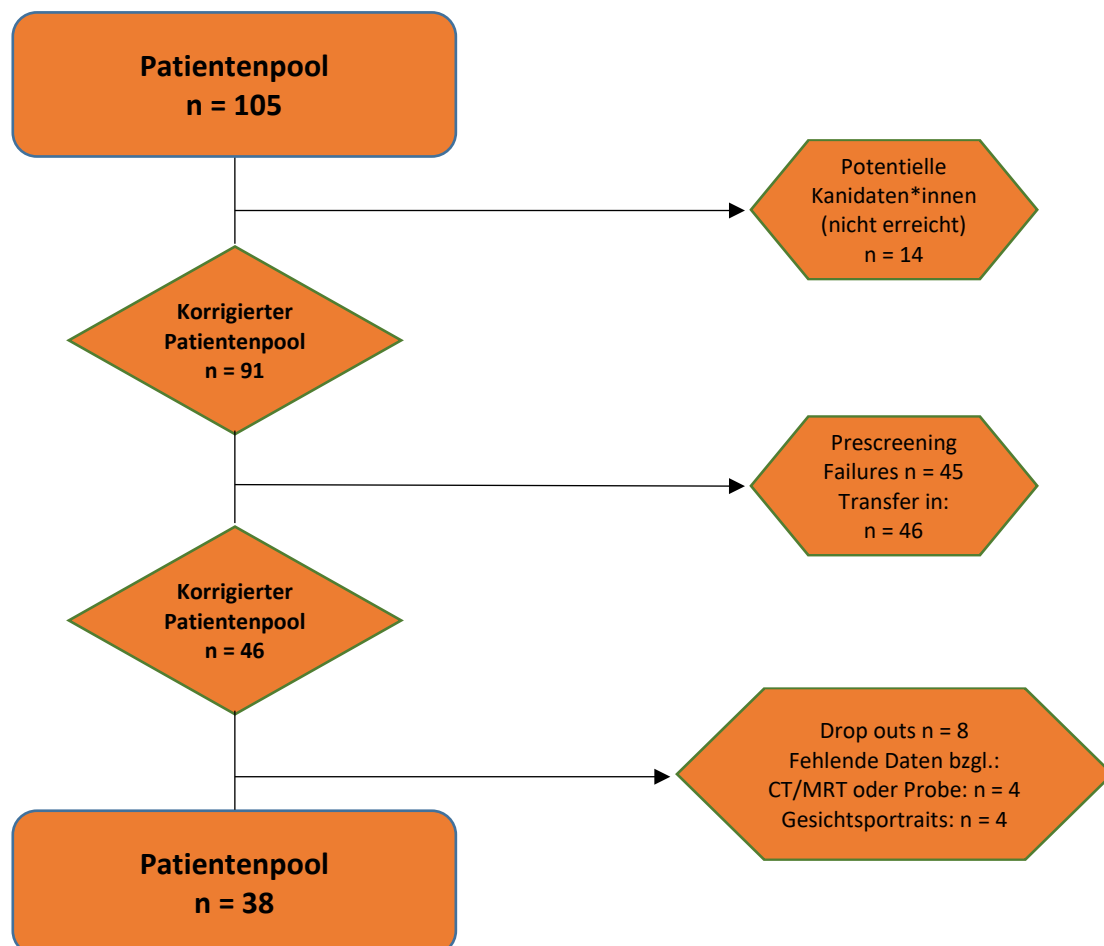 Patientenpool
n = 105
Potentielle
Kanidaten*innen
(nicht erreicht)
n = 14
Korrigierter
Patientenpool
n = 91
Prescreening
Failures n = 45
Transfer in:
n = 46
Korrigierter
Patientenpool
n = 46
Drop outs n = 8
Fehlende Daten bzgl.:
CT/MRT oder Probe: n = 4
Gesichtsportraits: n = 4
Patientenpool
n = 38